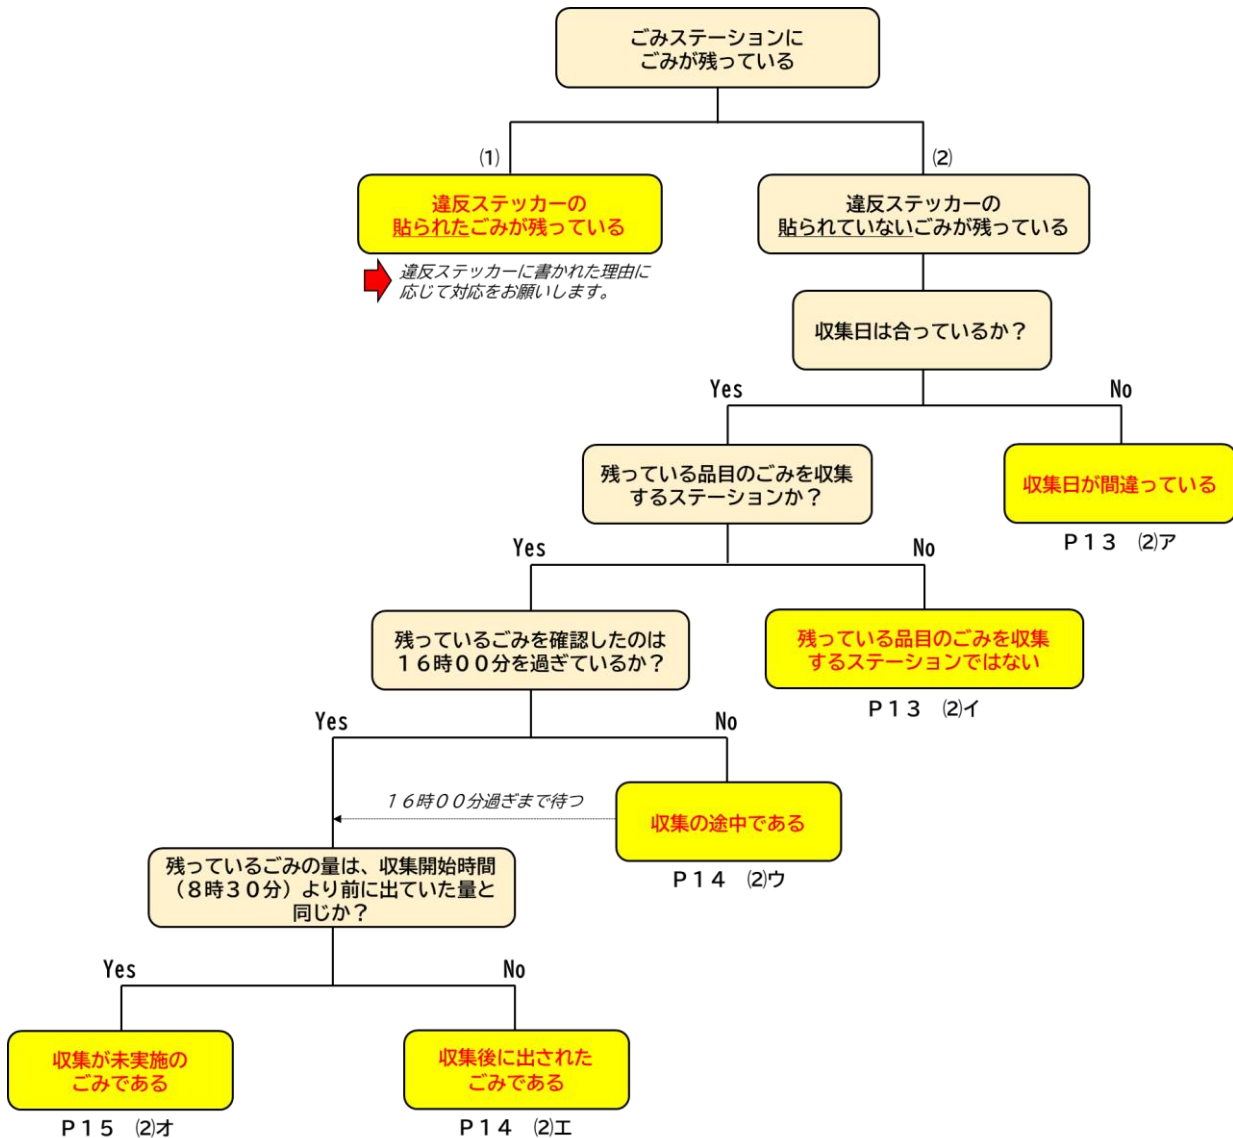 ごみステーションに
ごみが残っている
⑴
⑵
違反ステッカーの
貼られたごみが残っている
違反ステッカーの
貼られていないごみが残っている
違反ステッカーに書かれた理由に
応じて対応をお願いします。
収集日は合っているか？
Yes
No
残っている品目のごみを収集
するステーションか？
収集日が間違っている
P１３　⑵ア
Yes
No
残っているごみを確認したのは
１６時００分を過ぎているか？
残っている品目のごみを収集
するステーションではない
P１３　⑵イ
Yes
No
１６時００分過ぎまで待つ
収集の途中である
P１４　⑵ウ
残っているごみの量は、収集開始時間
（８時３０分）より前に出ていた量と
同じか？
Yes
No
収集が未実施の
ごみである
P１５　⑵オ
収集後に出された
ごみである
P１４　⑵エ